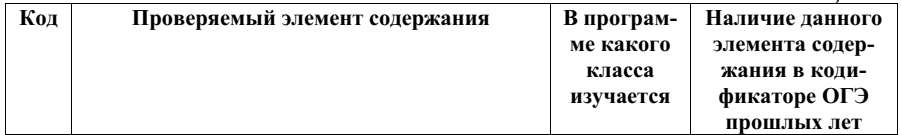 Код Проверяемый элемент содержания В програм- Наличие данного
ме какого элемента содер-
класса жания в коди-
изучается фикаторе ОГЭ
прошлых лет